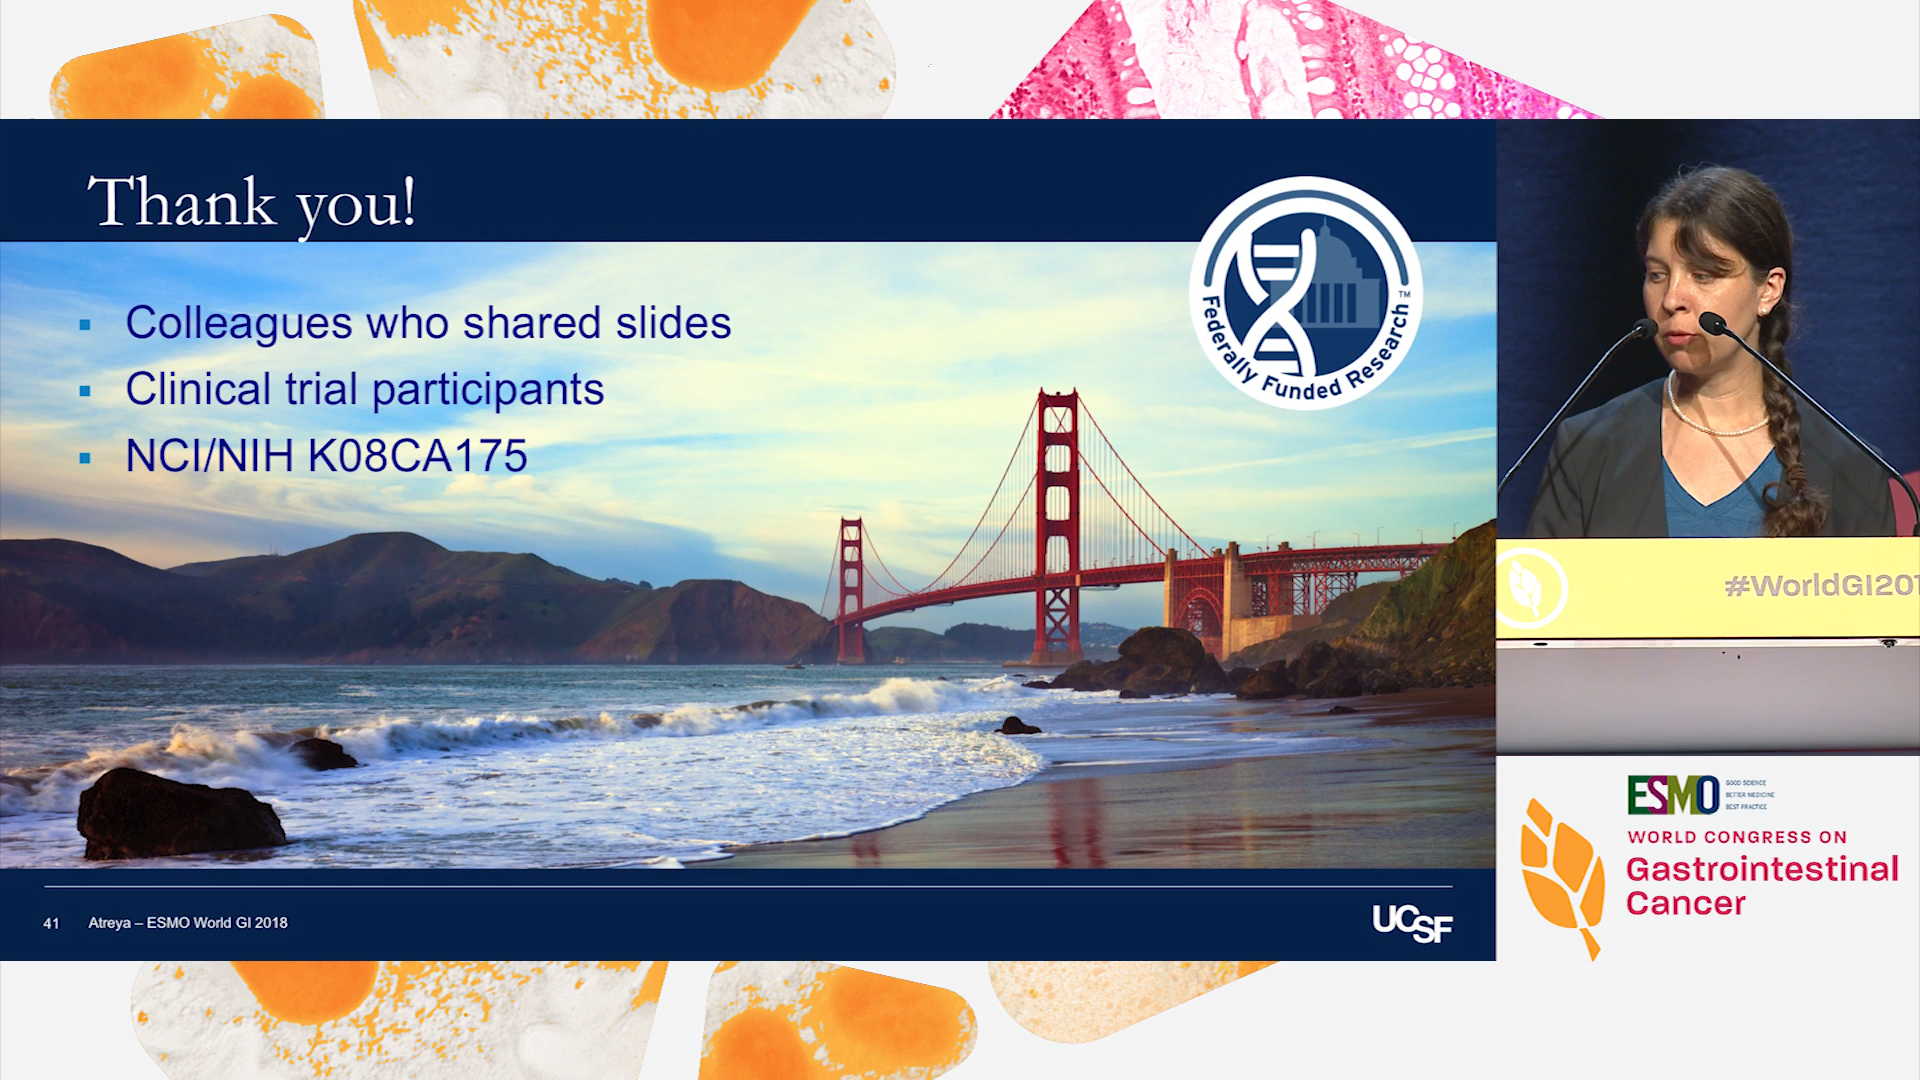 Thank you!
Federally Funded Research™
Colleagues who shared slides
Clinical trial participants
NCI/NIH K08CA175
41 Atreya – ESMO World GI 2018
UCSF
#WorldGI201
ESMO
GOOD SCIENCE
BETTER MEDICINE
BEST PRACTICE
WORLD CONGRESS ON
Gastrointestinal
Cancer